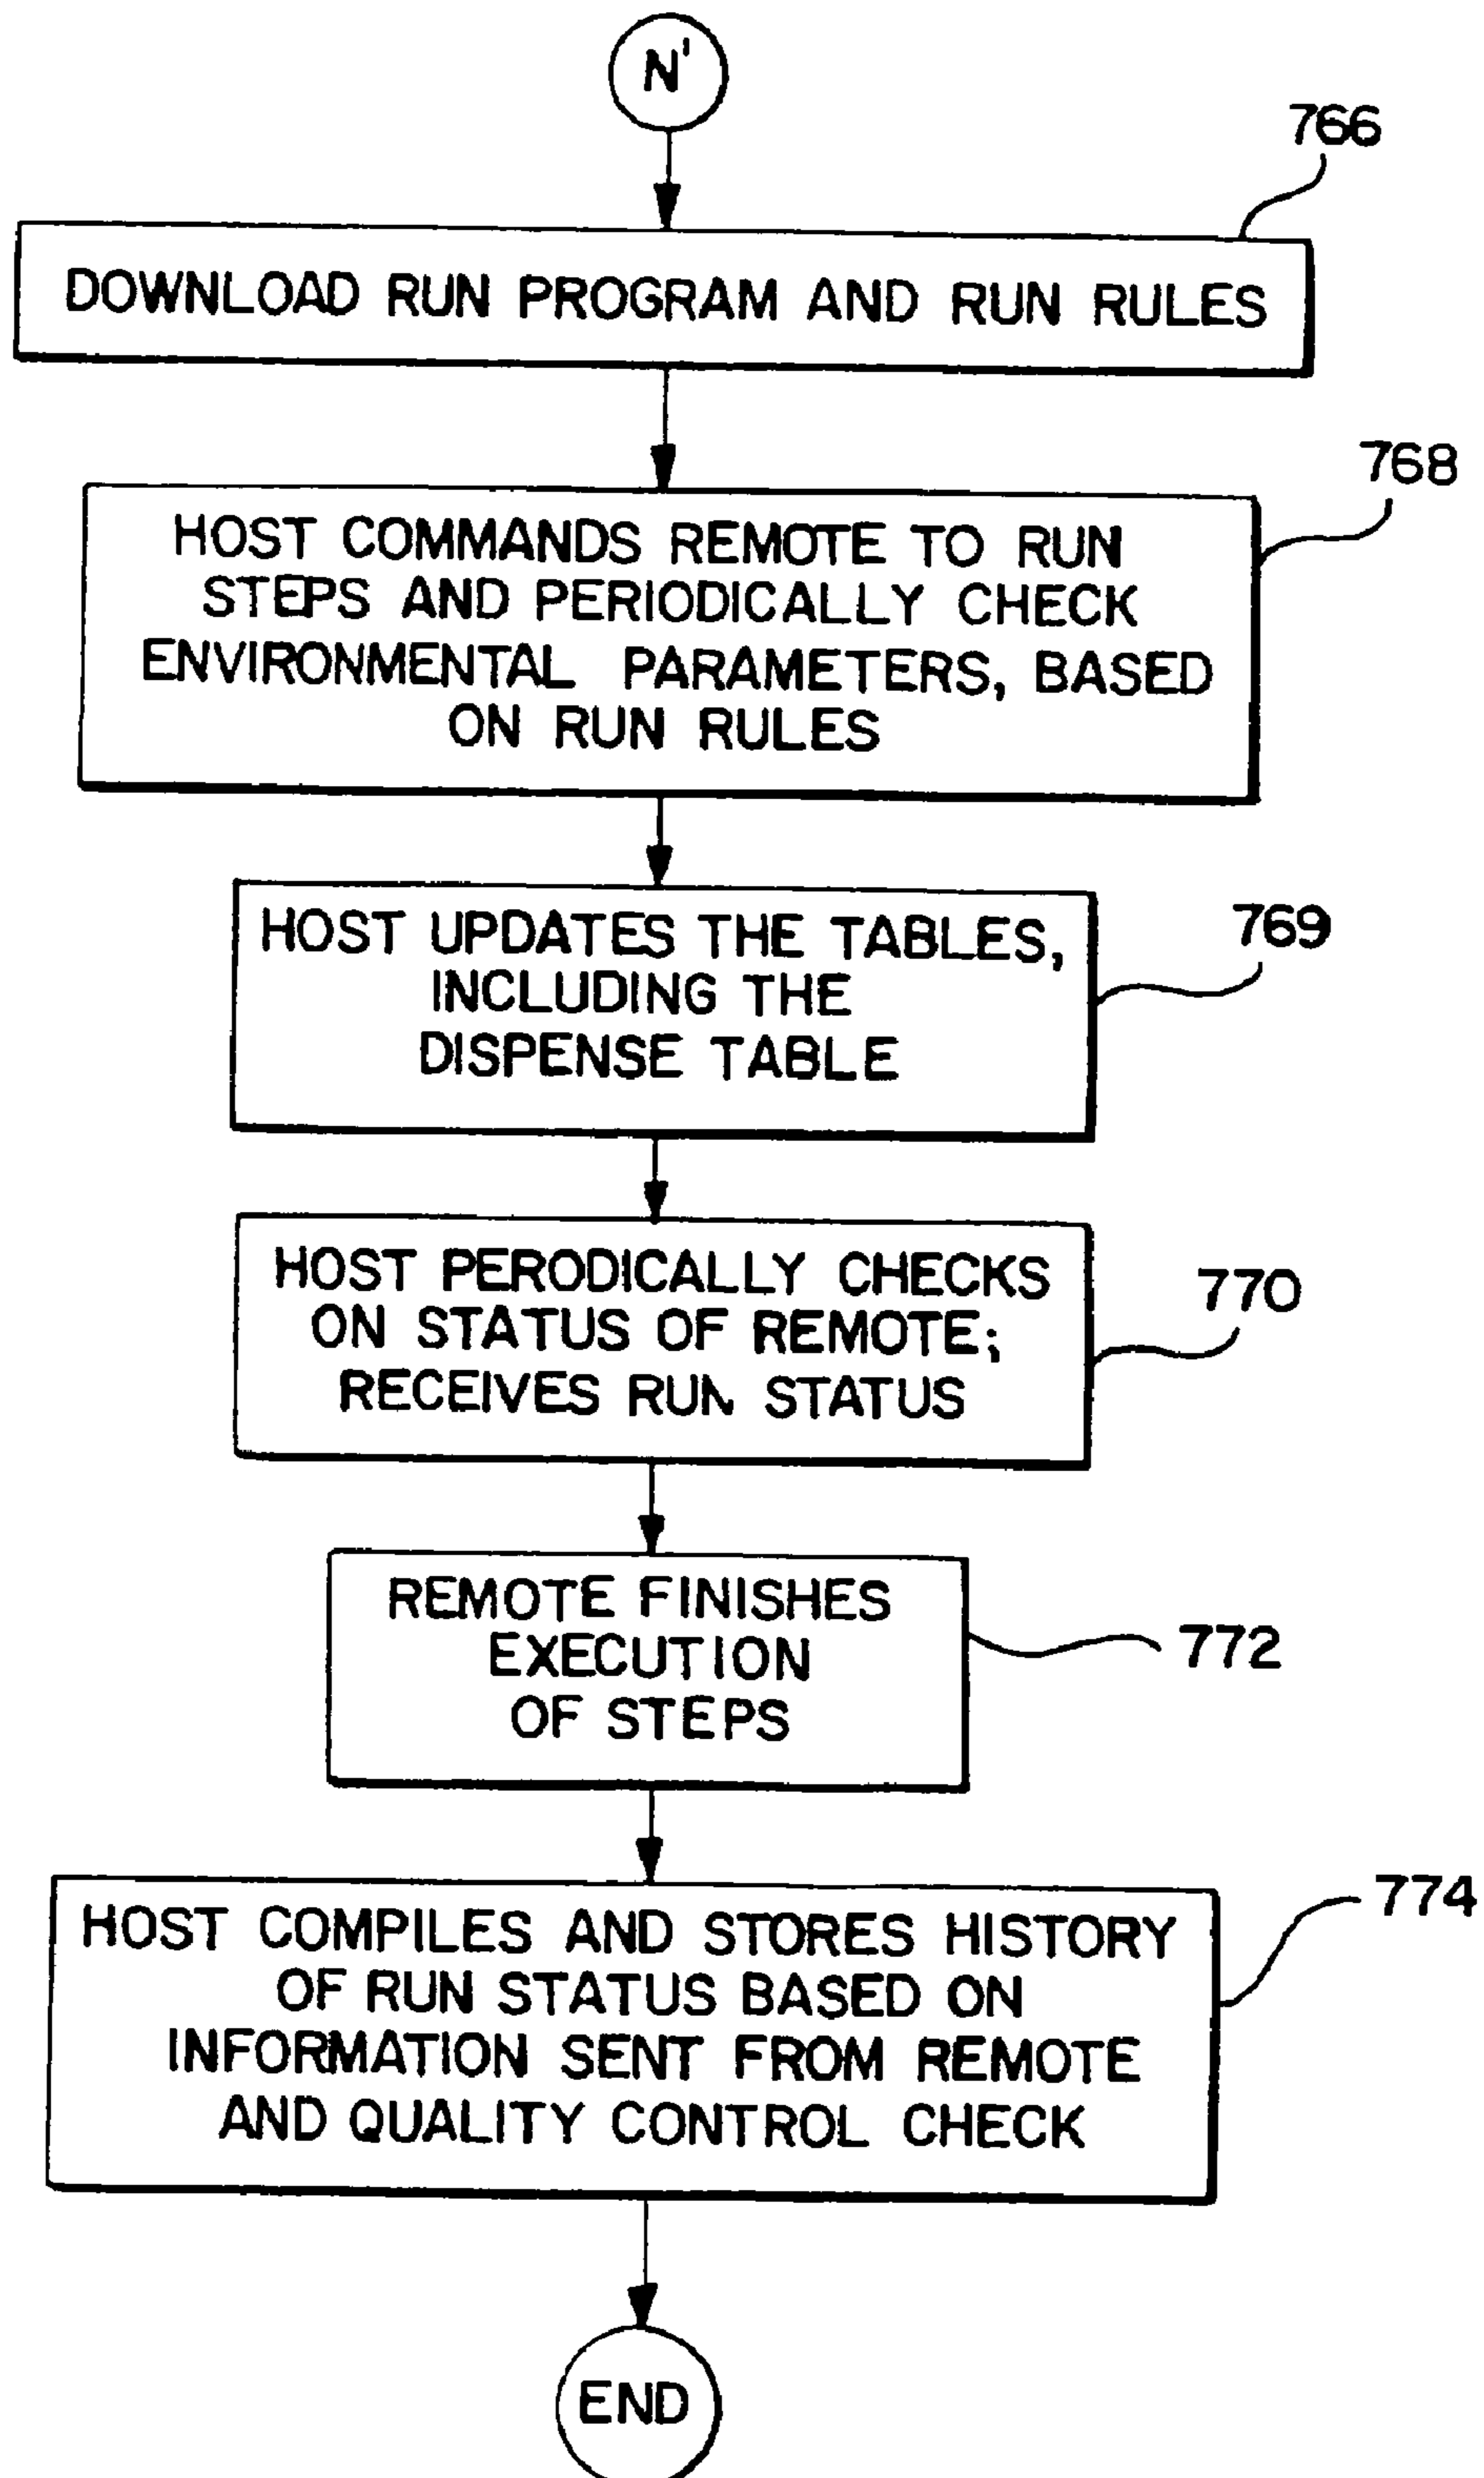 N'
766
DOWNLOAD RUN PROGRAM AND RUN RULES
768
HOST COMMANDS REMOTE TO RUN
STEPS AND PERIODICALLY CHECK
ENVIRONMENTAL PARAMETERS, BASED
ON RUN RULES
769
HOST UPDATES THE TABLES,
INCLUDING THE
DISPENSE TABLE
770
HOST PERODICALLY CHECKS
ON STATUS OF REMOTE;
RECEIVES RUN STATUS
772
REMOTE FINISHES
EXECUTION
OF STEPS
774
HOST COMPILES AND STORES HISTORY
OF RUN STATUS BASED ON
INFORMATION SENT FROM REMOTE
AND QUALITY CONTROL CHECK
END